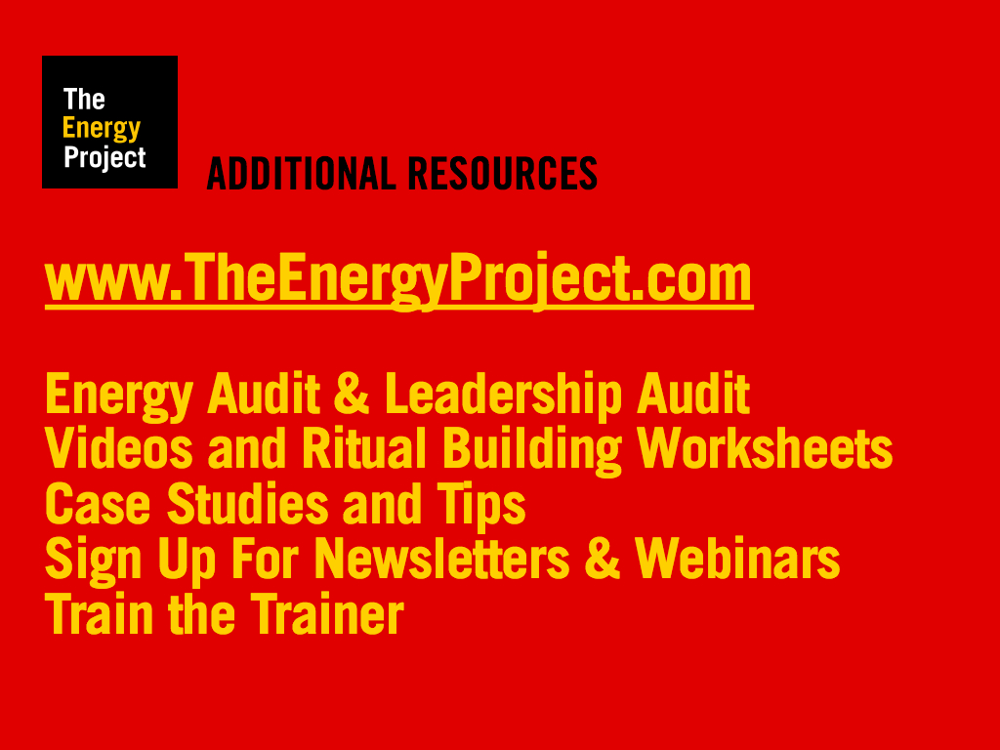 The
Energy
Project
ADDITIONAL RESOURCES
www.TheEnergyProject.com
Energy Audit & Leadership Audit
Videos and Ritual Building Worksheets
Case Studies and Tips
Sign Up For Newsletters & Webinars
Train the Trainer